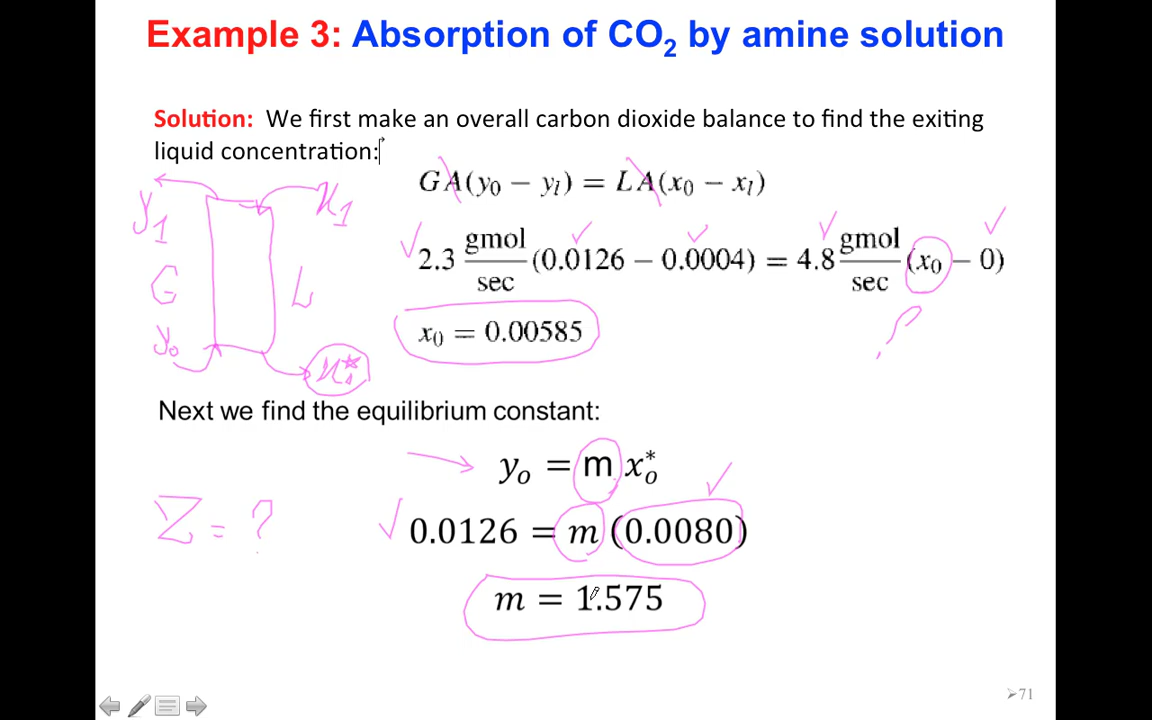 Example 3: Absorption of CO₂ by amine solution
Solution: We first make an overall carbon dioxide balance to find the exiting
liquid concentration:
GA(y₀ − yₗ) = LA(x₀ − xₗ)
2.3 gmol/sec (0.0126 − 0.0004) = 4.8 gmol/sec (x₀ − 0)
x₀ = 0.00585
?
y₁ x₁
G L
y₀
Next we find the equilibrium constant:
yₒ = m xₒ*
Z = ?
0.0126 = m (0.0080)
m = 1.575
71